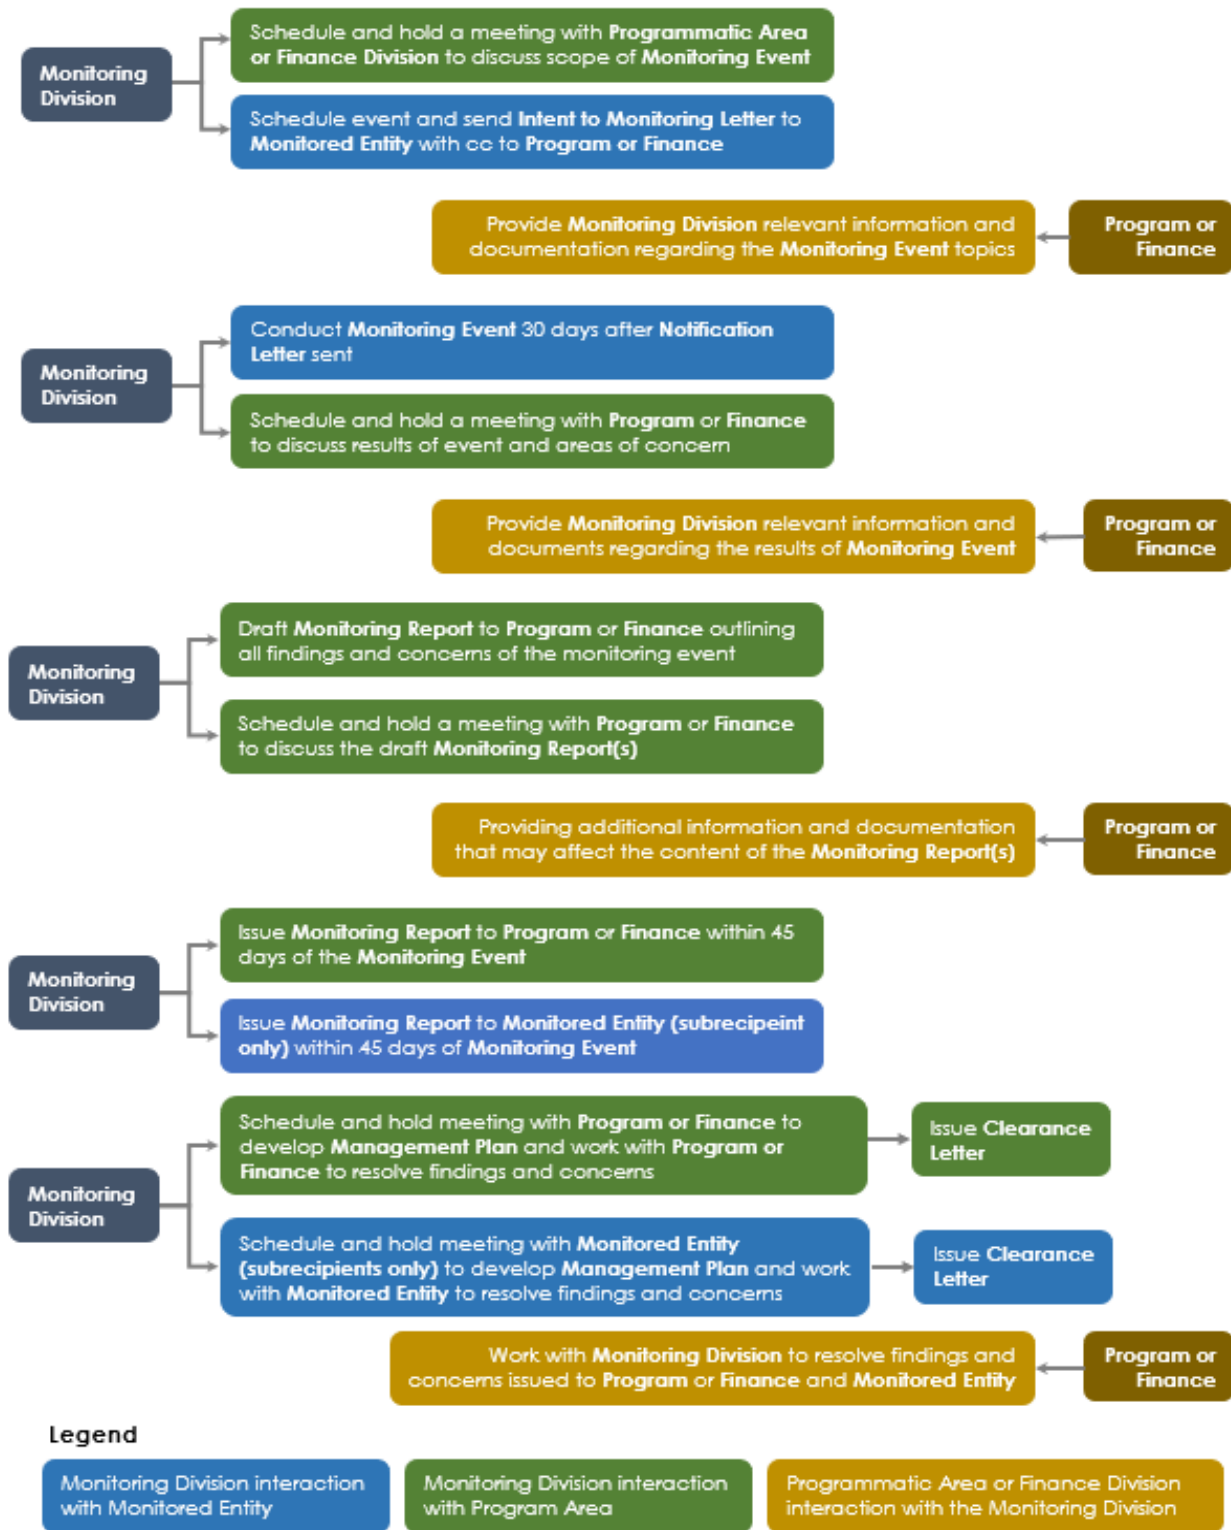 Monitoring
Division
Schedule and hold a meeting with Programmatic Area
or Finance Division to discuss scope of Monitoring Event
Schedule event and send Intent to Monitoring Letter to
Monitored Entity with cc to Program or Finance
Provide Monitoring Division relevant information and
documentation regarding the Monitoring Event topics
Program or
Finance
Monitoring
Division
Conduct Monitoring Event 30 days after Notification
Letter sent
Schedule and hold a meeting with Program or Finance
to discuss results of event and areas of concern
Provide Monitoring Division relevant information and
documents regarding the results of Monitoring Event
Program or
Finance
Monitoring
Division
Draft Monitoring Report to Program or Finance outlining
all findings and concerns of the monitoring event
Schedule and hold a meeting with Program or Finance
to discuss the draft Monitoring Report(s)
Providing additional information and documentation
that may affect the content of the Monitoring Report(s)
Program or
Finance
Monitoring
Division
Issue Monitoring Report to Program or Finance within 45
days of the Monitoring Event
Issue Monitoring Report to Monitored Entity (subrecipeint
only) within 45 days of Monitoring Event
Monitoring
Division
Schedule and hold meeting with Program or Finance to
develop Management Plan and work with Program or
Finance to resolve findings and concerns
Issue Clearance
Letter
Schedule and hold meeting with Monitored Entity
(subrecipients only) to develop Management Plan and work
with Monitored Entity to resolve findings and concerns
Issue Clearance
Letter
Work with Monitoring Division to resolve findings and
concerns issued to Program or Finance and Monitored Entity
Program or
Finance
Legend
Monitoring Division interaction
with Monitored Entity
Monitoring Division interaction
with Program Area
Programmatic Area or Finance Division
interaction with the Monitoring Division